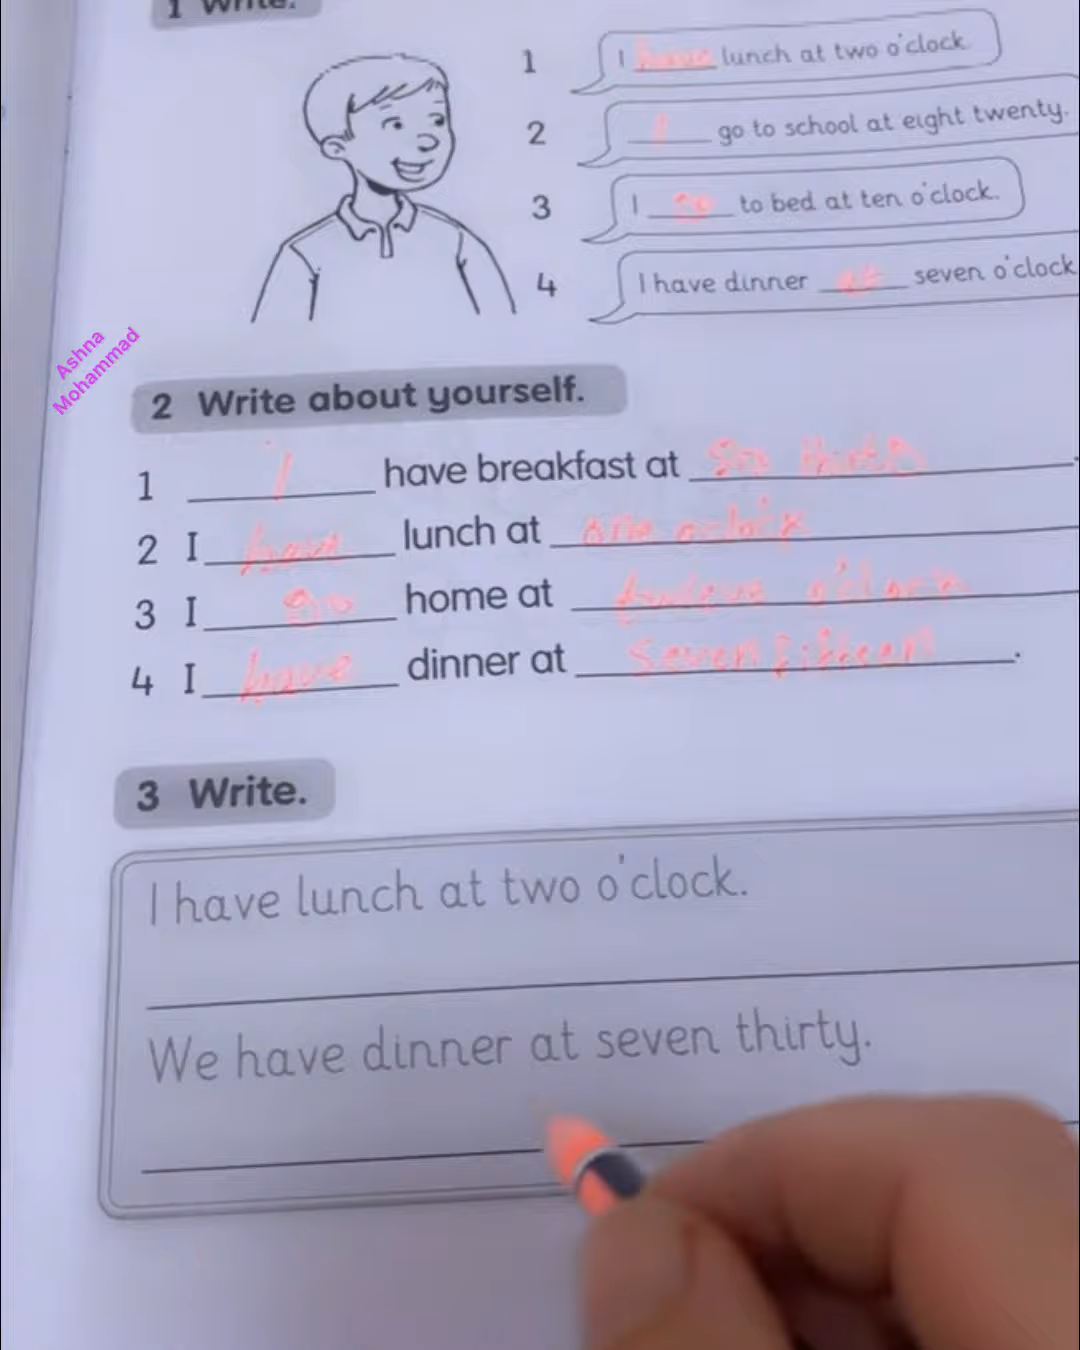 1 Write.
1 I have lunch at two o'clock.
2 I go to school at eight twenty.
3 I go to bed at ten o'clock.
4 I have dinner at seven o'clock
Ashna
Mohammad
2 Write about yourself.
1 I have breakfast at
2 I have lunch at one o'clock
3 I go home at twelve o'clock
4 I have dinner at seven fifteen.
3 Write.
I have lunch at two o'clock.
We have dinner at seven thirty.